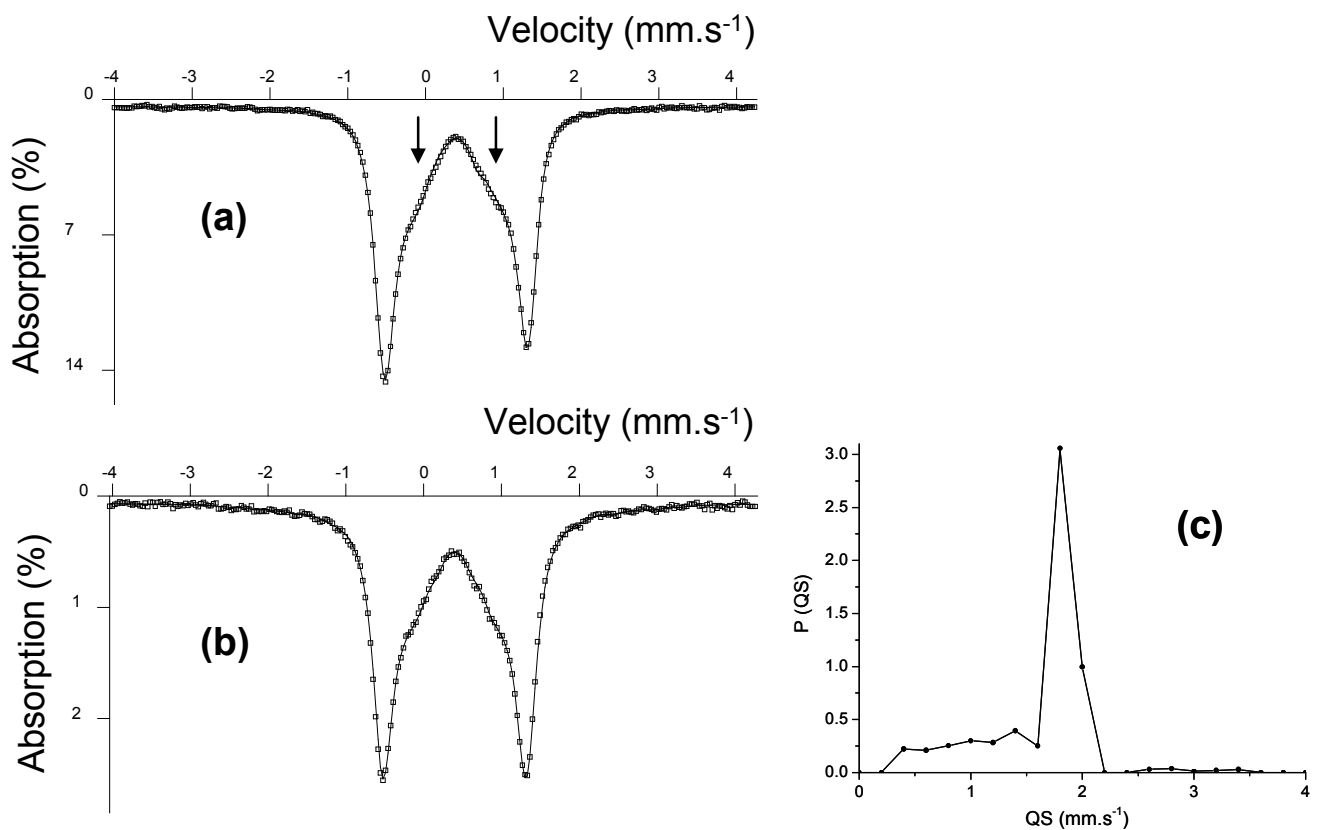 Velocity (mm.s-1)
-4 -3 -2 -1 0 1 2 3 4
0
7
14
Absorption (%)
(a)
Velocity (mm.s-1)
-4 -3 -2 -1 0 1 2 3 4
0
1
2
Absorption (%)
(b)
3.0
2.5
2.0
1.5
1.0
0.5
0.0
P (QS)
(c)
0 1 2 3 4
QS (mm.s-1)